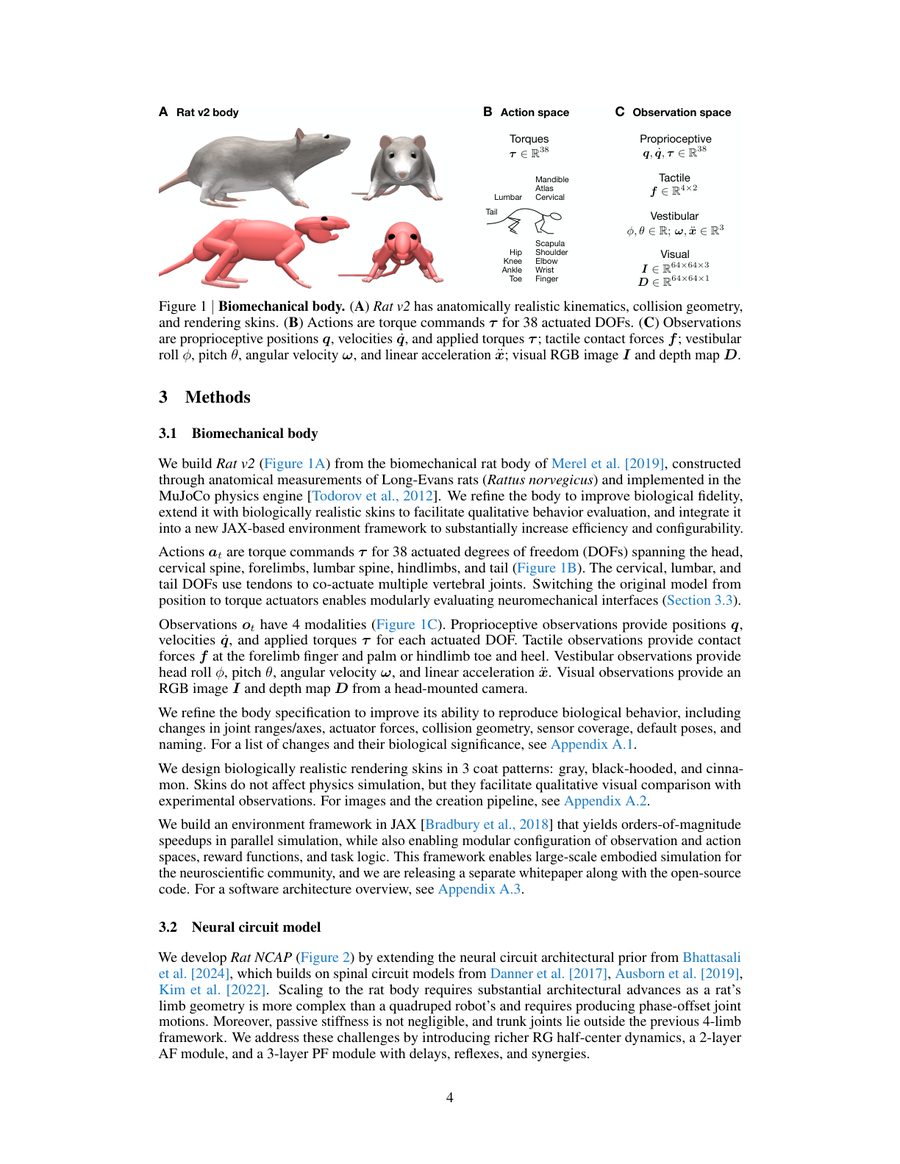 A Rat v2 body
B Action space
Torques
τ ∈ ℝ³⁸
Mandible
Atlas
Lumbar Cervical
Tail
Scapula
Hip Shoulder
Knee Elbow
Ankle Wrist
Toe Finger
C Observation space
Proprioceptive
q, q̇, τ ∈ ℝ³⁸
Tactile
f ∈ ℝ⁴ˣ²
Vestibular
ϕ, θ ∈ ℝ; ω, ẍ ∈ ℝ³
Visual
I ∈ ℝ⁶⁴ˣ⁶⁴ˣ³
D ∈ ℝ⁶⁴ˣ⁶⁴ˣ¹
Figure 1 | Biomechanical body. (A) Rat v2 has anatomically realistic kinematics, collision geometry,
and rendering skins. (B) Actions are torque commands τ for 38 actuated DOFs. (C) Observations
are proprioceptive positions q, velocities q̇, and applied torques τ; tactile contact forces f; vestibular
roll ϕ, pitch θ, angular velocity ω, and linear acceleration ẍ; visual RGB image I and depth map D.
3 Methods
3.1 Biomechanical body
We build Rat v2 (Figure 1A) from the biomechanical rat body of Merel et al. [2019], constructed
through anatomical measurements of Long-Evans rats (Rattus norvegicus) and implemented in the
MuJoCo physics engine [Todorov et al., 2012]. We refine the body to improve biological fidelity,
extend it with biologically realistic skins to facilitate qualitative behavior evaluation, and integrate it
into a new JAX-based environment framework to substantially increase efficiency and configurability.
Actions aₜ are torque commands τ for 38 actuated degrees of freedom (DOFs) spanning the head,
cervical spine, forelimbs, lumbar spine, hindlimbs, and tail (Figure 1B). The cervical, lumbar, and
tail DOFs use tendons to co-actuate multiple vertebral joints. Switching the original model from
position to torque actuators enables modularly evaluating neuromechanical interfaces (Section 3.3).
Observations oₜ have 4 modalities (Figure 1C). Proprioceptive observations provide positions q,
velocities q̇, and applied torques τ for each actuated DOF. Tactile observations provide contact
forces f at the forelimb finger and palm or hindlimb toe and heel. Vestibular observations provide
head roll ϕ, pitch θ, angular velocity ω, and linear acceleration ẍ. Visual observations provide an
RGB image I and depth map D from a head-mounted camera.
We refine the body specification to improve its ability to reproduce biological behavior, including
changes in joint ranges/axes, actuator forces, collision geometry, sensor coverage, default poses, and
naming. For a list of changes and their biological significance, see Appendix A.1.
We design biologically realistic rendering skins in 3 coat patterns: gray, black-hooded, and cinna-
mon. Skins do not affect physics simulation, but they facilitate qualitative visual comparison with
experimental observations. For images and the creation pipeline, see Appendix A.2.
We build an environment framework in JAX [Bradbury et al., 2018] that yields orders-of-magnitude
speedups in parallel simulation, while also enabling modular configuration of observation and action
spaces, reward functions, and task logic. This framework enables large-scale embodied simulation for
the neuroscientific community, and we are releasing a separate whitepaper along with the open-source
code. For a software architecture overview, see Appendix A.3.
3.2 Neural circuit model
We develop Rat NCAP (Figure 2) by extending the neural circuit architectural prior from Bhattasali
et al. [2024], which builds on spinal circuit models from Danner et al. [2017], Ausborn et al. [2019],
Kim et al. [2022]. Scaling to the rat body requires substantial architectural advances as a rat's
limb geometry is more complex than a quadruped robot's and requires producing phase-offset joint
motions. Moreover, passive stiffness is not negligible, and trunk joints lie outside the previous 4-limb
framework. We address these challenges by introducing richer RG half-center dynamics, a 2-layer
AF module, and a 3-layer PF module with delays, reflexes, and synergies.
4